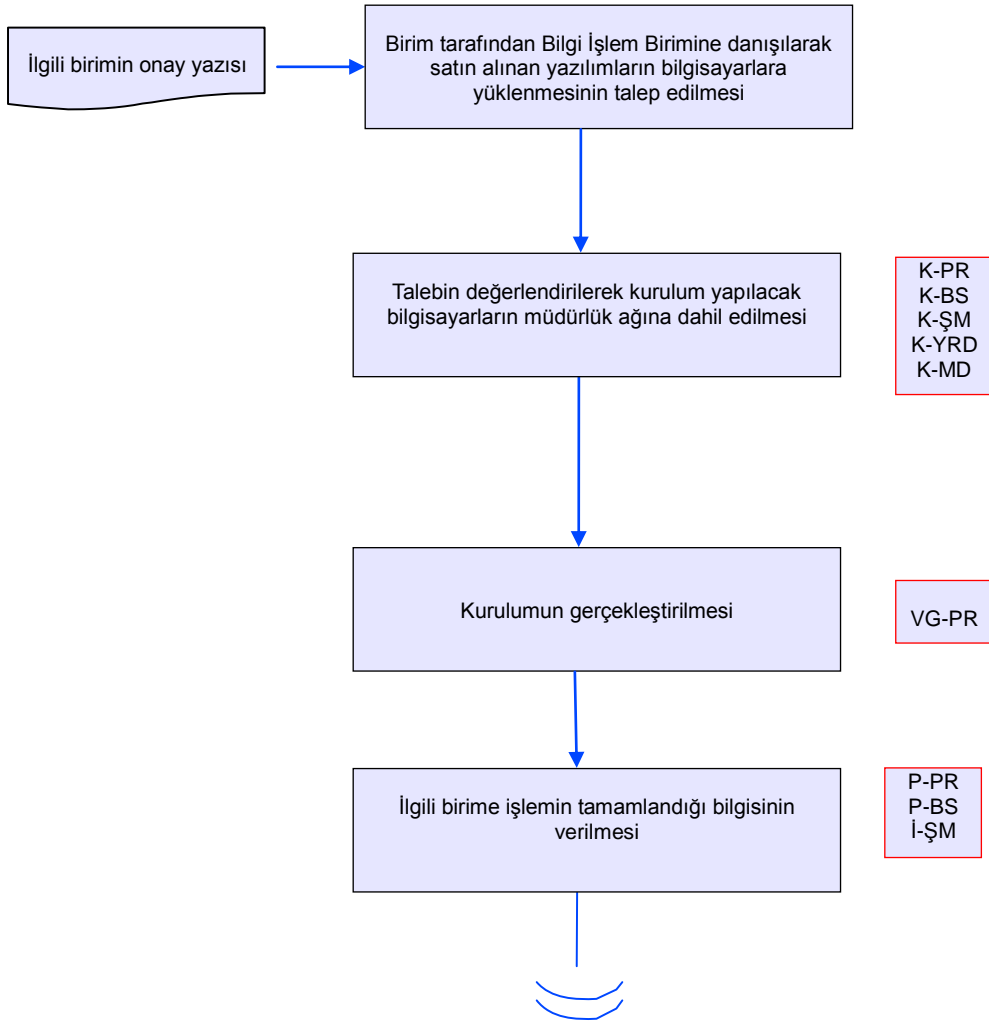 İlgili birimin onay yazısı
Birim tarafından Bilgi İşlem Birimine danışılarak
satın alınan yazılımların bilgisayarlara
yüklenmesinin talep edilmesi
Talebin değerlendirilerek kurulum yapılacak
bilgisayarların müdürlük ağına dahil edilmesi
K-PR
K-BS
K-ŞM
K-YRD
K-MD
Kurulumun gerçekleştirilmesi
VG-PR
İlgili birime işlemin tamamlandığı bilgisinin
verilmesi
P-PR
P-BS
İ-ŞM